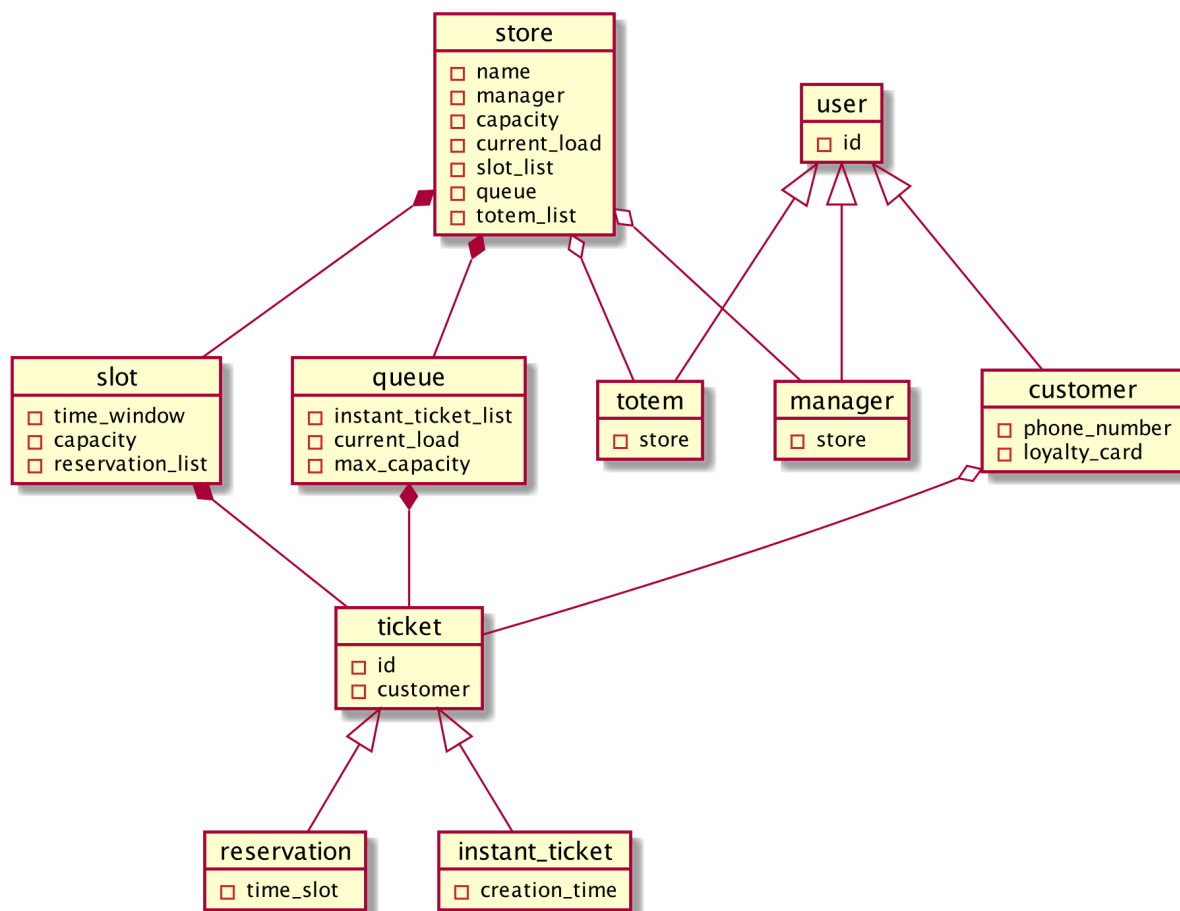 store
name
manager
capacity
current_load
slot_list
queue
totem_list
user
id
slot
time_window
capacity
reservation_list
queue
instant_ticket_list
current_load
max_capacity
totem
store
manager
store
customer
phone_number
loyalty_card
ticket
id
customer
reservation
time_slot
instant_ticket
creation_time